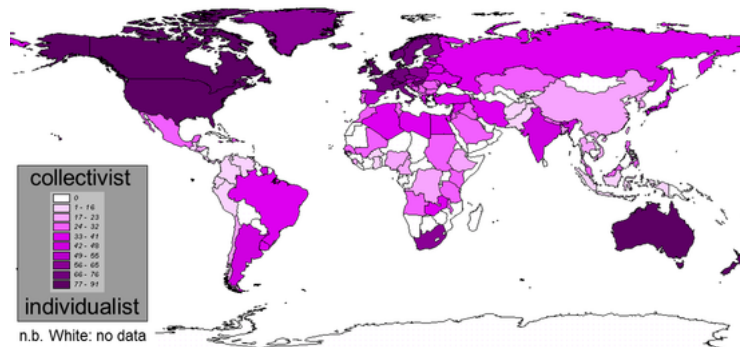 collectivist
0
1 - 16
17 - 23
24 - 32
33 - 41
42 - 48
49 - 55
56 - 65
66 - 76
77 - 91
individualist
n.b. White: no data